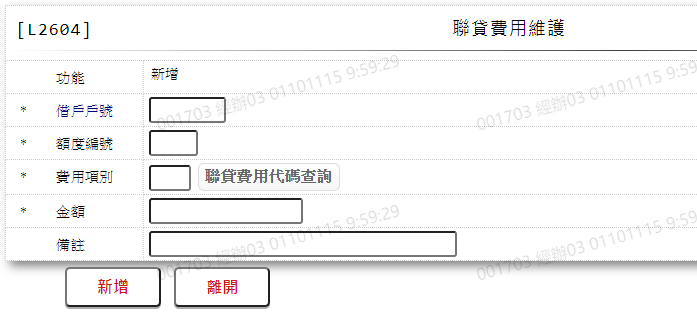 [L2604] 聯貸費用維護
功能 新增
* 借戶戶號
* 額度編號
* 費用項別 聯貸費用代碼查詢
* 金額
備註
新增 離開
001703 經辦03 01101115 9:59:29
001703 經辦03 01101115 9:59:29
001703 經辦03 01101115 9:59:29
001703 經辦03 01101115 9:59:29